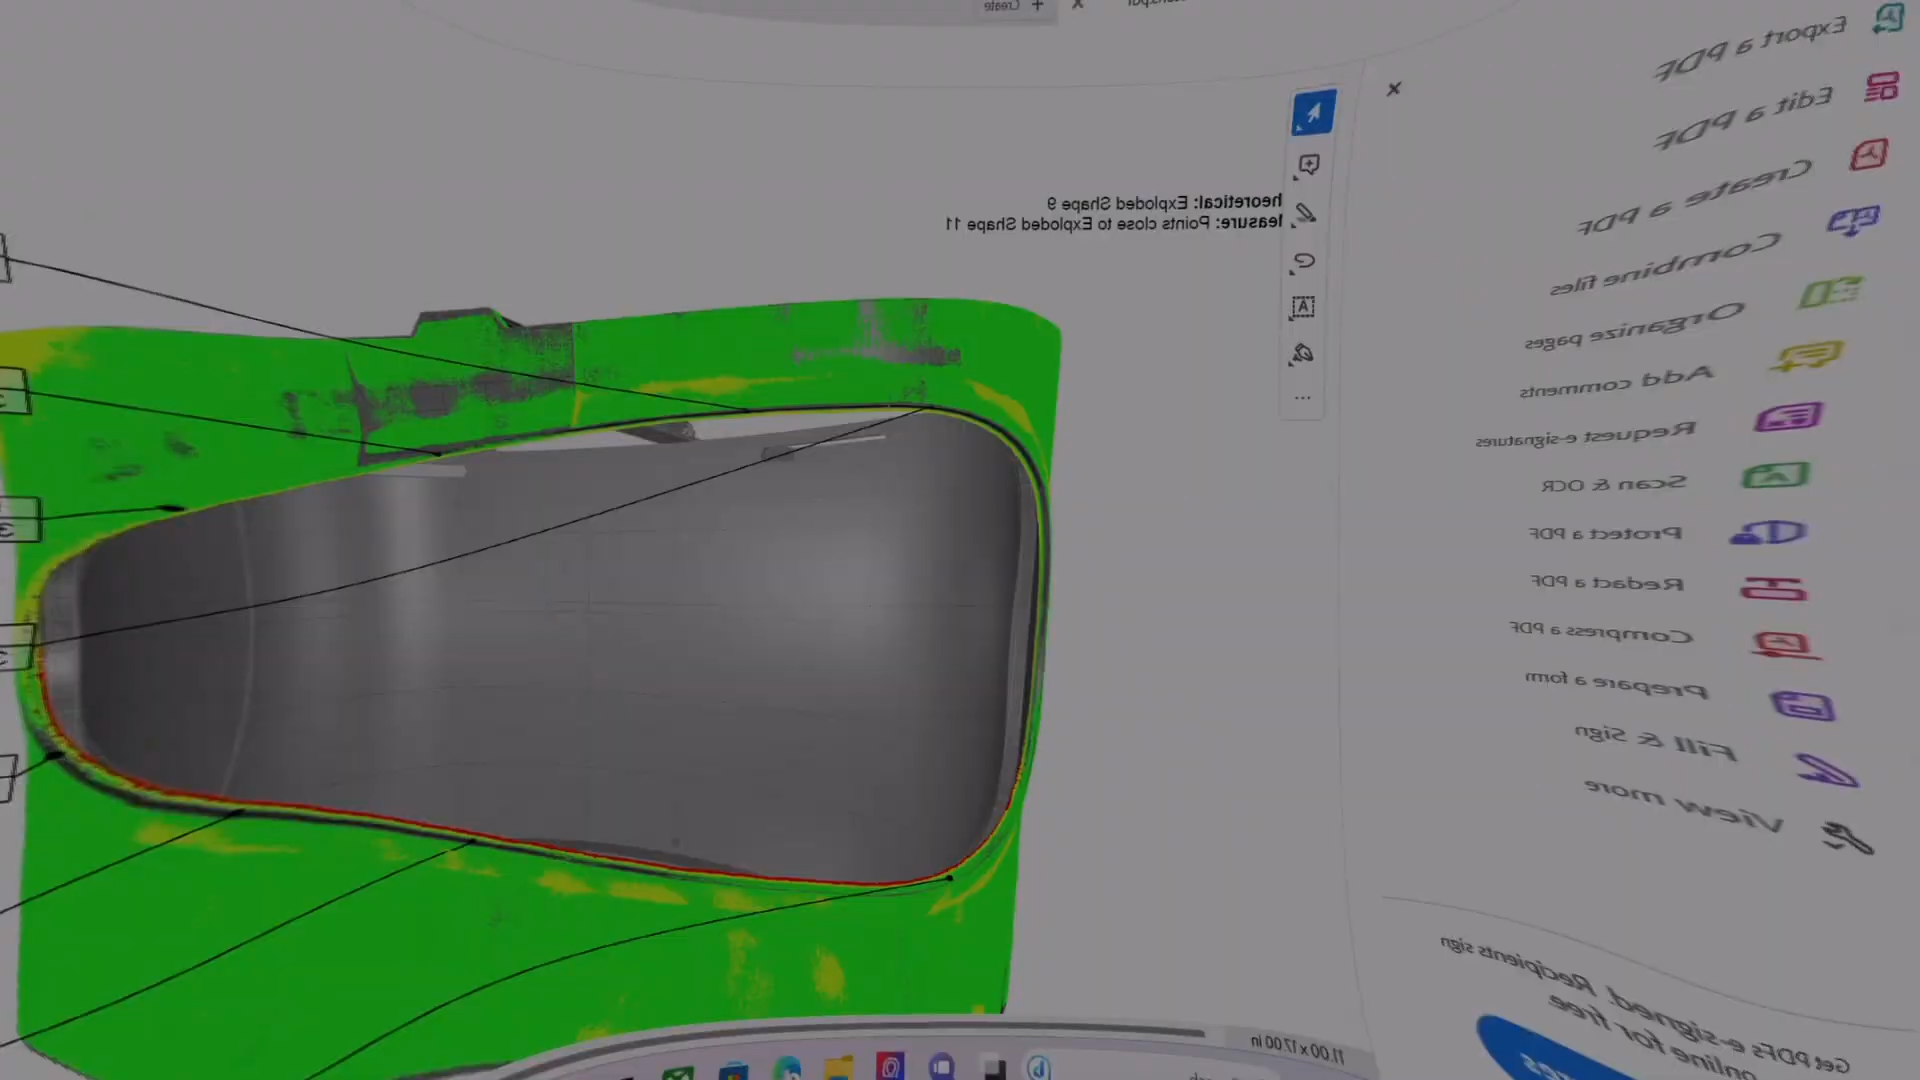 Create
Theoretical: Exploded Shape 9
Measure: Points close to Exploded Shape 11
Export a PDF
Edit a PDF
Create a PDF
Combine files
Organize pages
Add comments
Request e-signatures
Scan & OCR
Protect a PDF
Redact a PDF
Compress a PDF
Prepare a form
Fill & Sign
View more
Get PDFs e-signed. Recipients sign
online for free
11.00 x 17.00 in